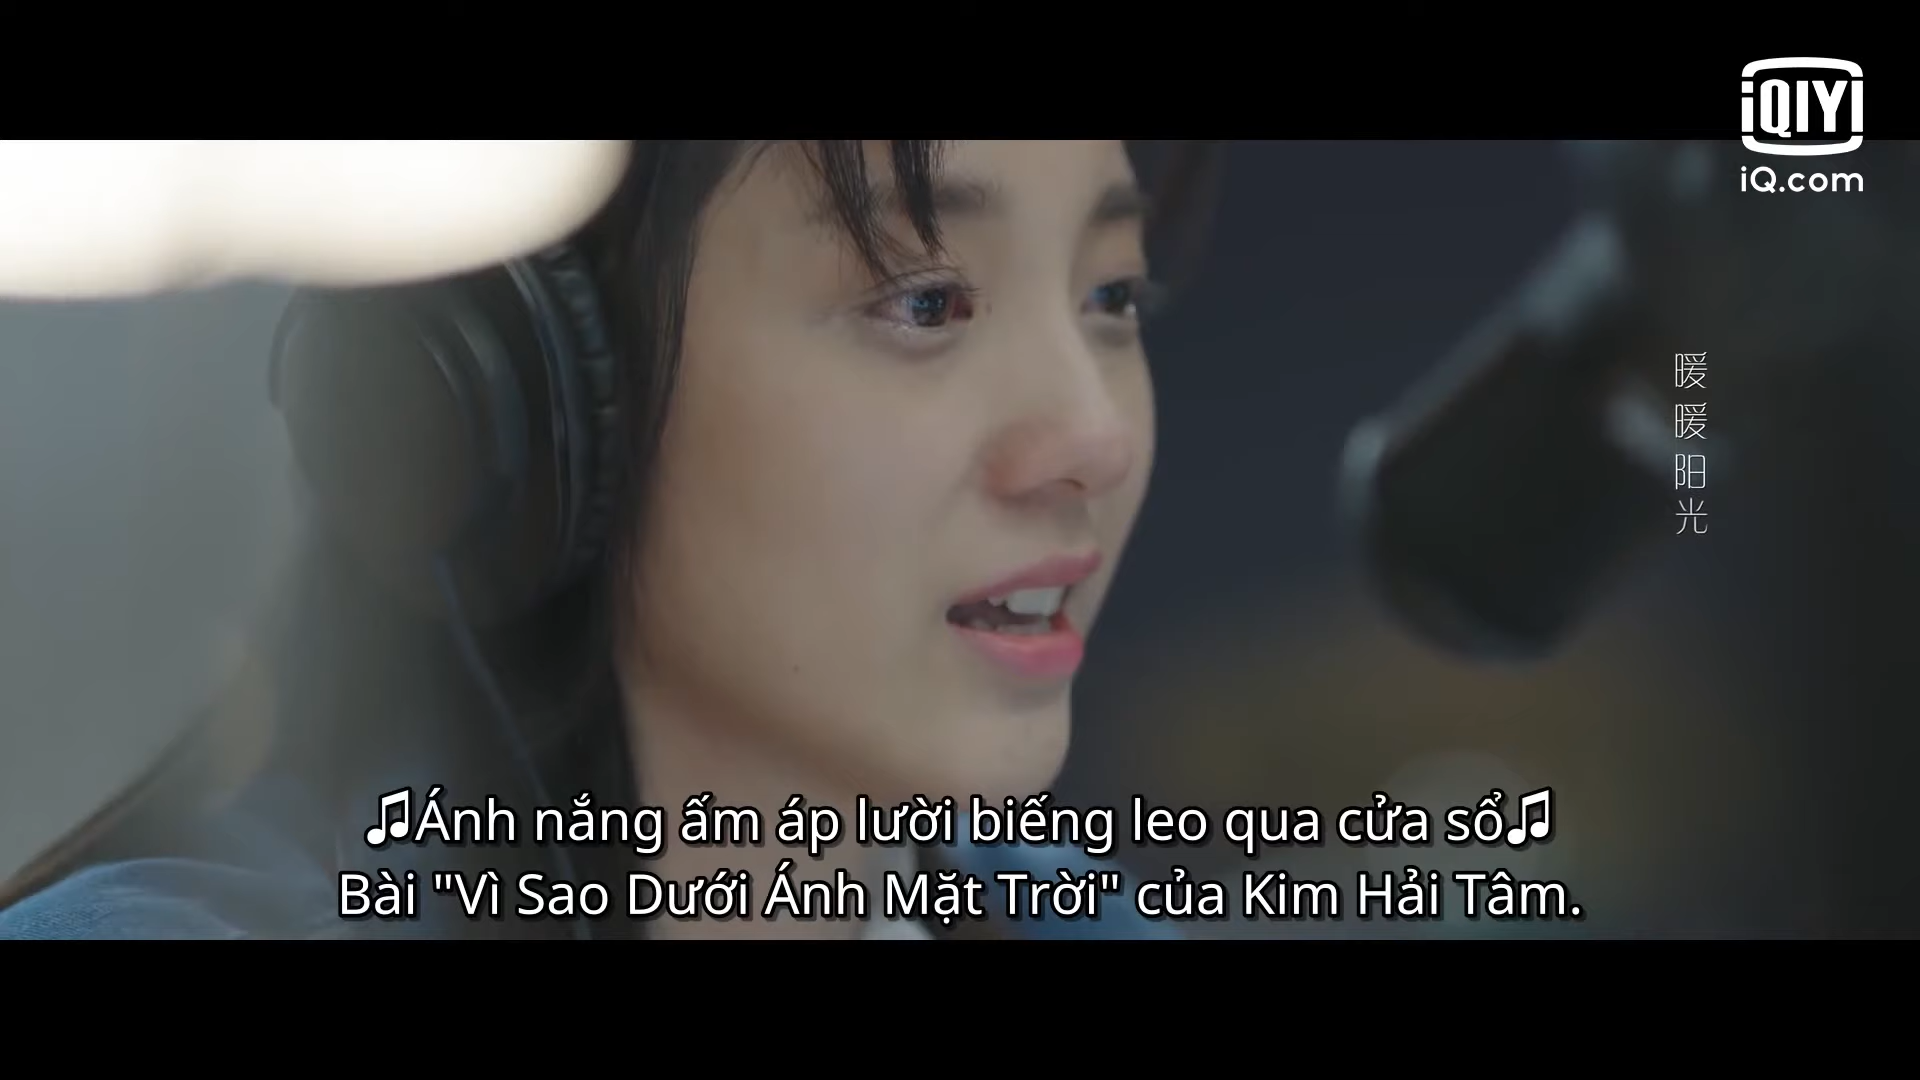 iQIYI
iQ.com
暖暖阳光
♫Ánh nắng ấm áp lười biếng leo qua cửa sổ♫
Bài "Vì Sao Dưới Ánh Mặt Trời" của Kim Hải Tâm.